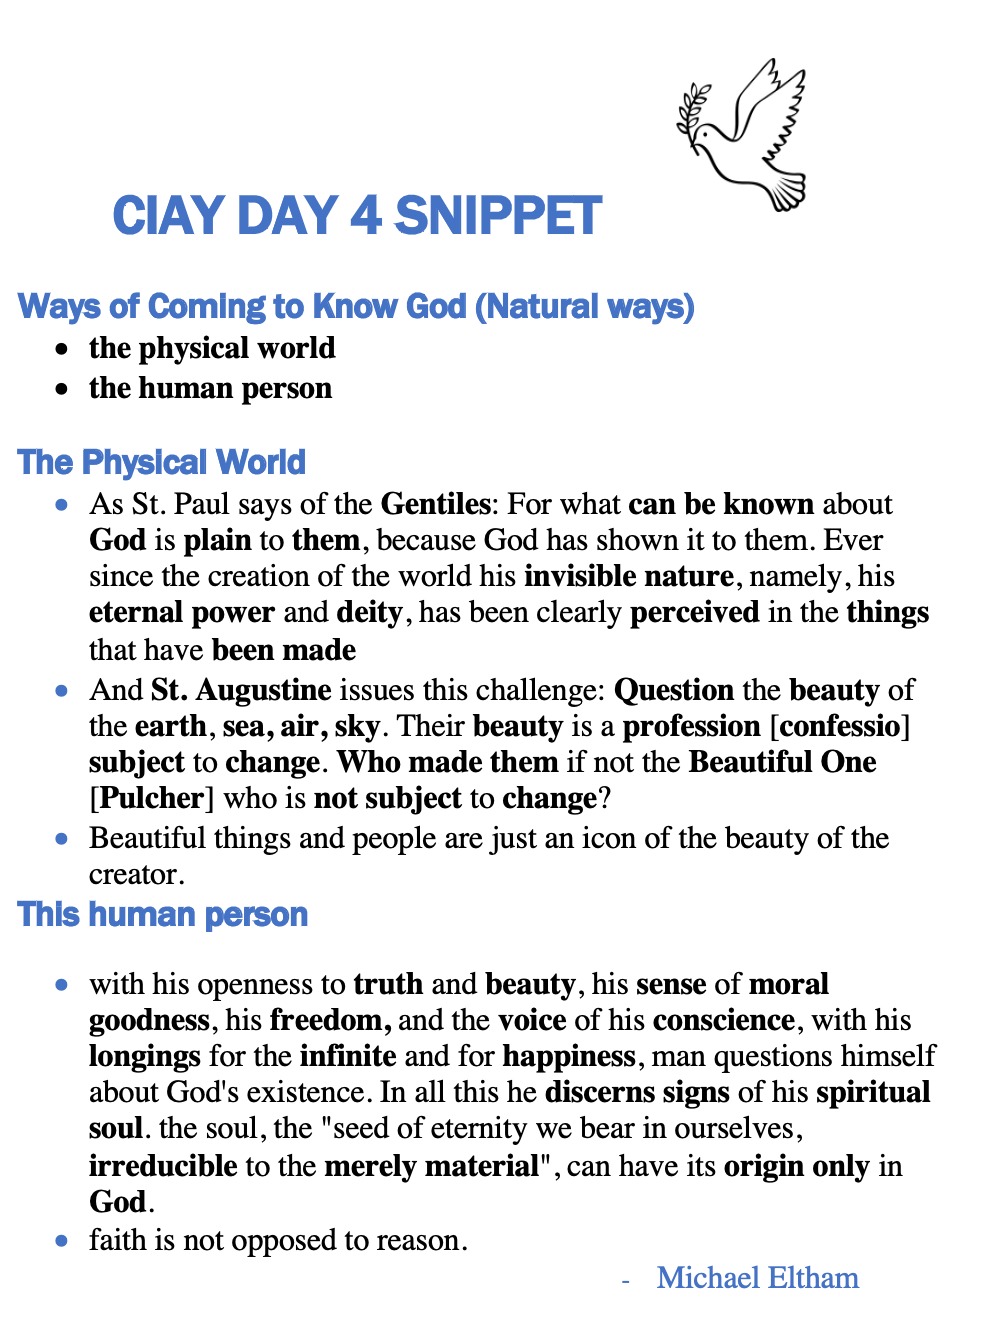 CIAY DAY 4 SNIPPET
Ways of Coming to Know God (Natural ways)
• the physical world
• the human person
The Physical World
• As St. Paul says of the Gentiles: For what can be known about
God is plain to them, because God has shown it to them. Ever
since the creation of the world his invisible nature, namely, his
eternal power and deity, has been clearly perceived in the things
that have been made
• And St. Augustine issues this challenge: Question the beauty of
the earth, sea, air, sky. Their beauty is a profession [confessio]
subject to change. Who made them if not the Beautiful One
[Pulcher] who is not subject to change?
• Beautiful things and people are just an icon of the beauty of the
creator.
This human person
• with his openness to truth and beauty, his sense of moral
goodness, his freedom, and the voice of his conscience, with his
longings for the infinite and for happiness, man questions himself
about God's existence. In all this he discerns signs of his spiritual
soul. the soul, the "seed of eternity we bear in ourselves,
irreducible to the merely material", can have its origin only in
God.
• faith is not opposed to reason.
- Michael Eltham